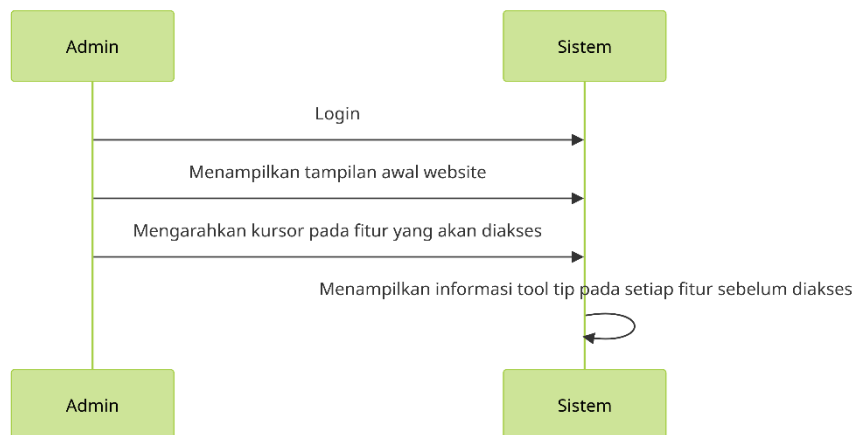 Admin
Sistem
Login
Menampilkan tampilan awal website
Mengarahkan kursor pada fitur yang akan diakses
Menampilkan informasi tool tip pada setiap fitur sebelum diakses
Admin
Sistem